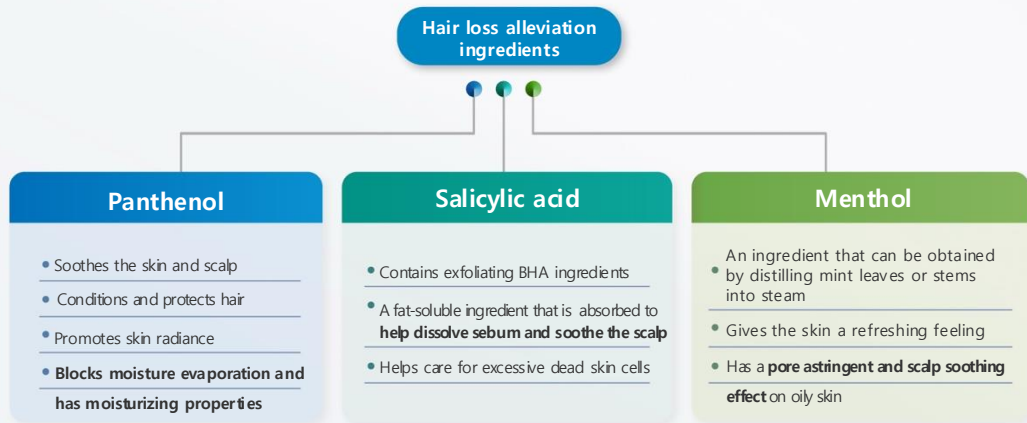 Hair loss alleviation
ingredients
Panthenol
• Soothes the skin and scalp
• Conditions and protects hair
• Promotes skin radiance
• Blocks moisture evaporation and
has moisturizing properties
Salicylic acid
• Contains exfoliating BHA ingredients
• A fat-soluble ingredient that is absorbed to
help dissolve sebum and soothe the scalp
• Helps care for excessive dead skin cells
Menthol
• An ingredient that can be obtained
by distilling mint leaves or stems
into steam
• Gives the skin a refreshing feeling
• Has a pore astringent and scalp soothing
effect on oily skin